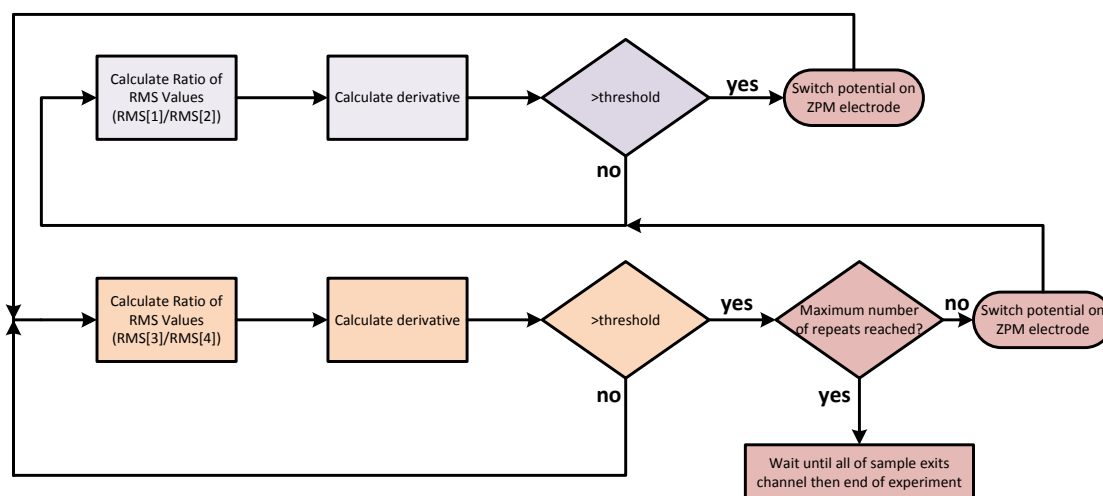 Calculate Ratio of
RMS Values
(RMS[1]/RMS[2])
Calculate derivative
>threshold
yes
Switch potential on
ZPM electrode
no
Calculate Ratio of
RMS Values
(RMS[3]/RMS[4])
Calculate derivative
>threshold
yes
Maximum number
of repeats reached?
no
Switch potential on
ZPM electrode
no
yes
Wait until all of sample exits
channel then end of experiment